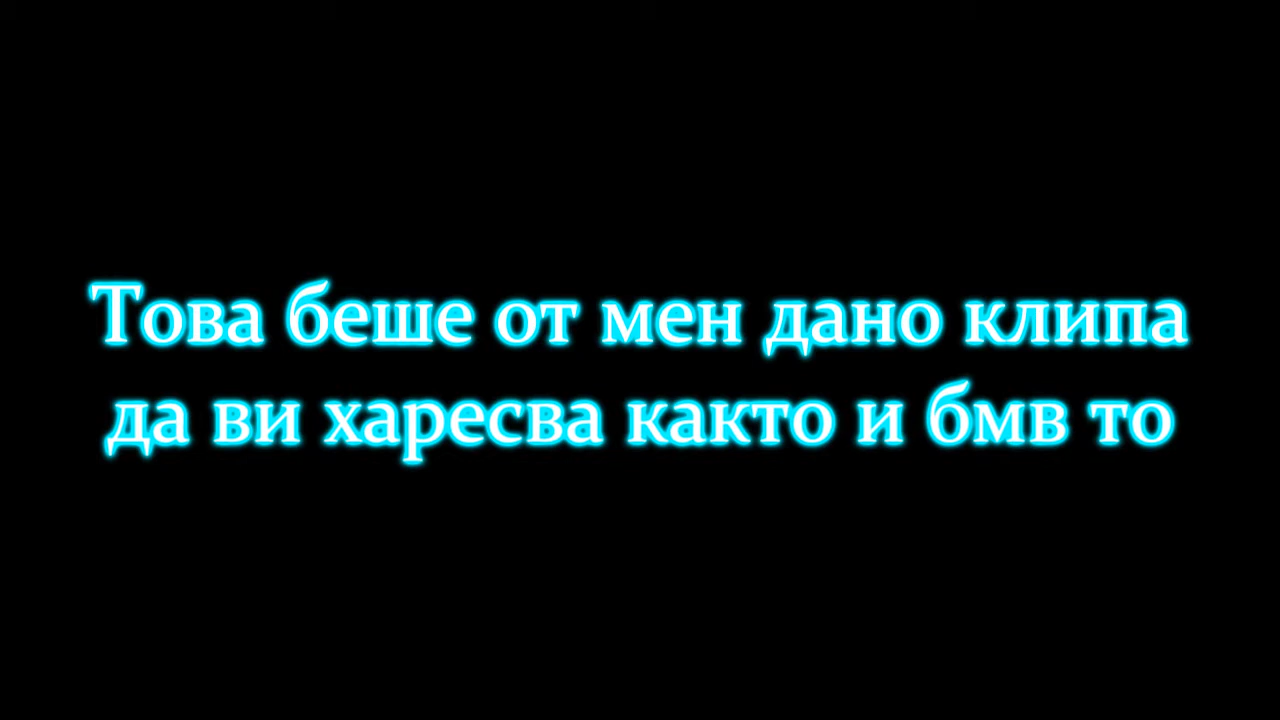 Това беше от мен дано клипа
да ви харесва както и бмв то